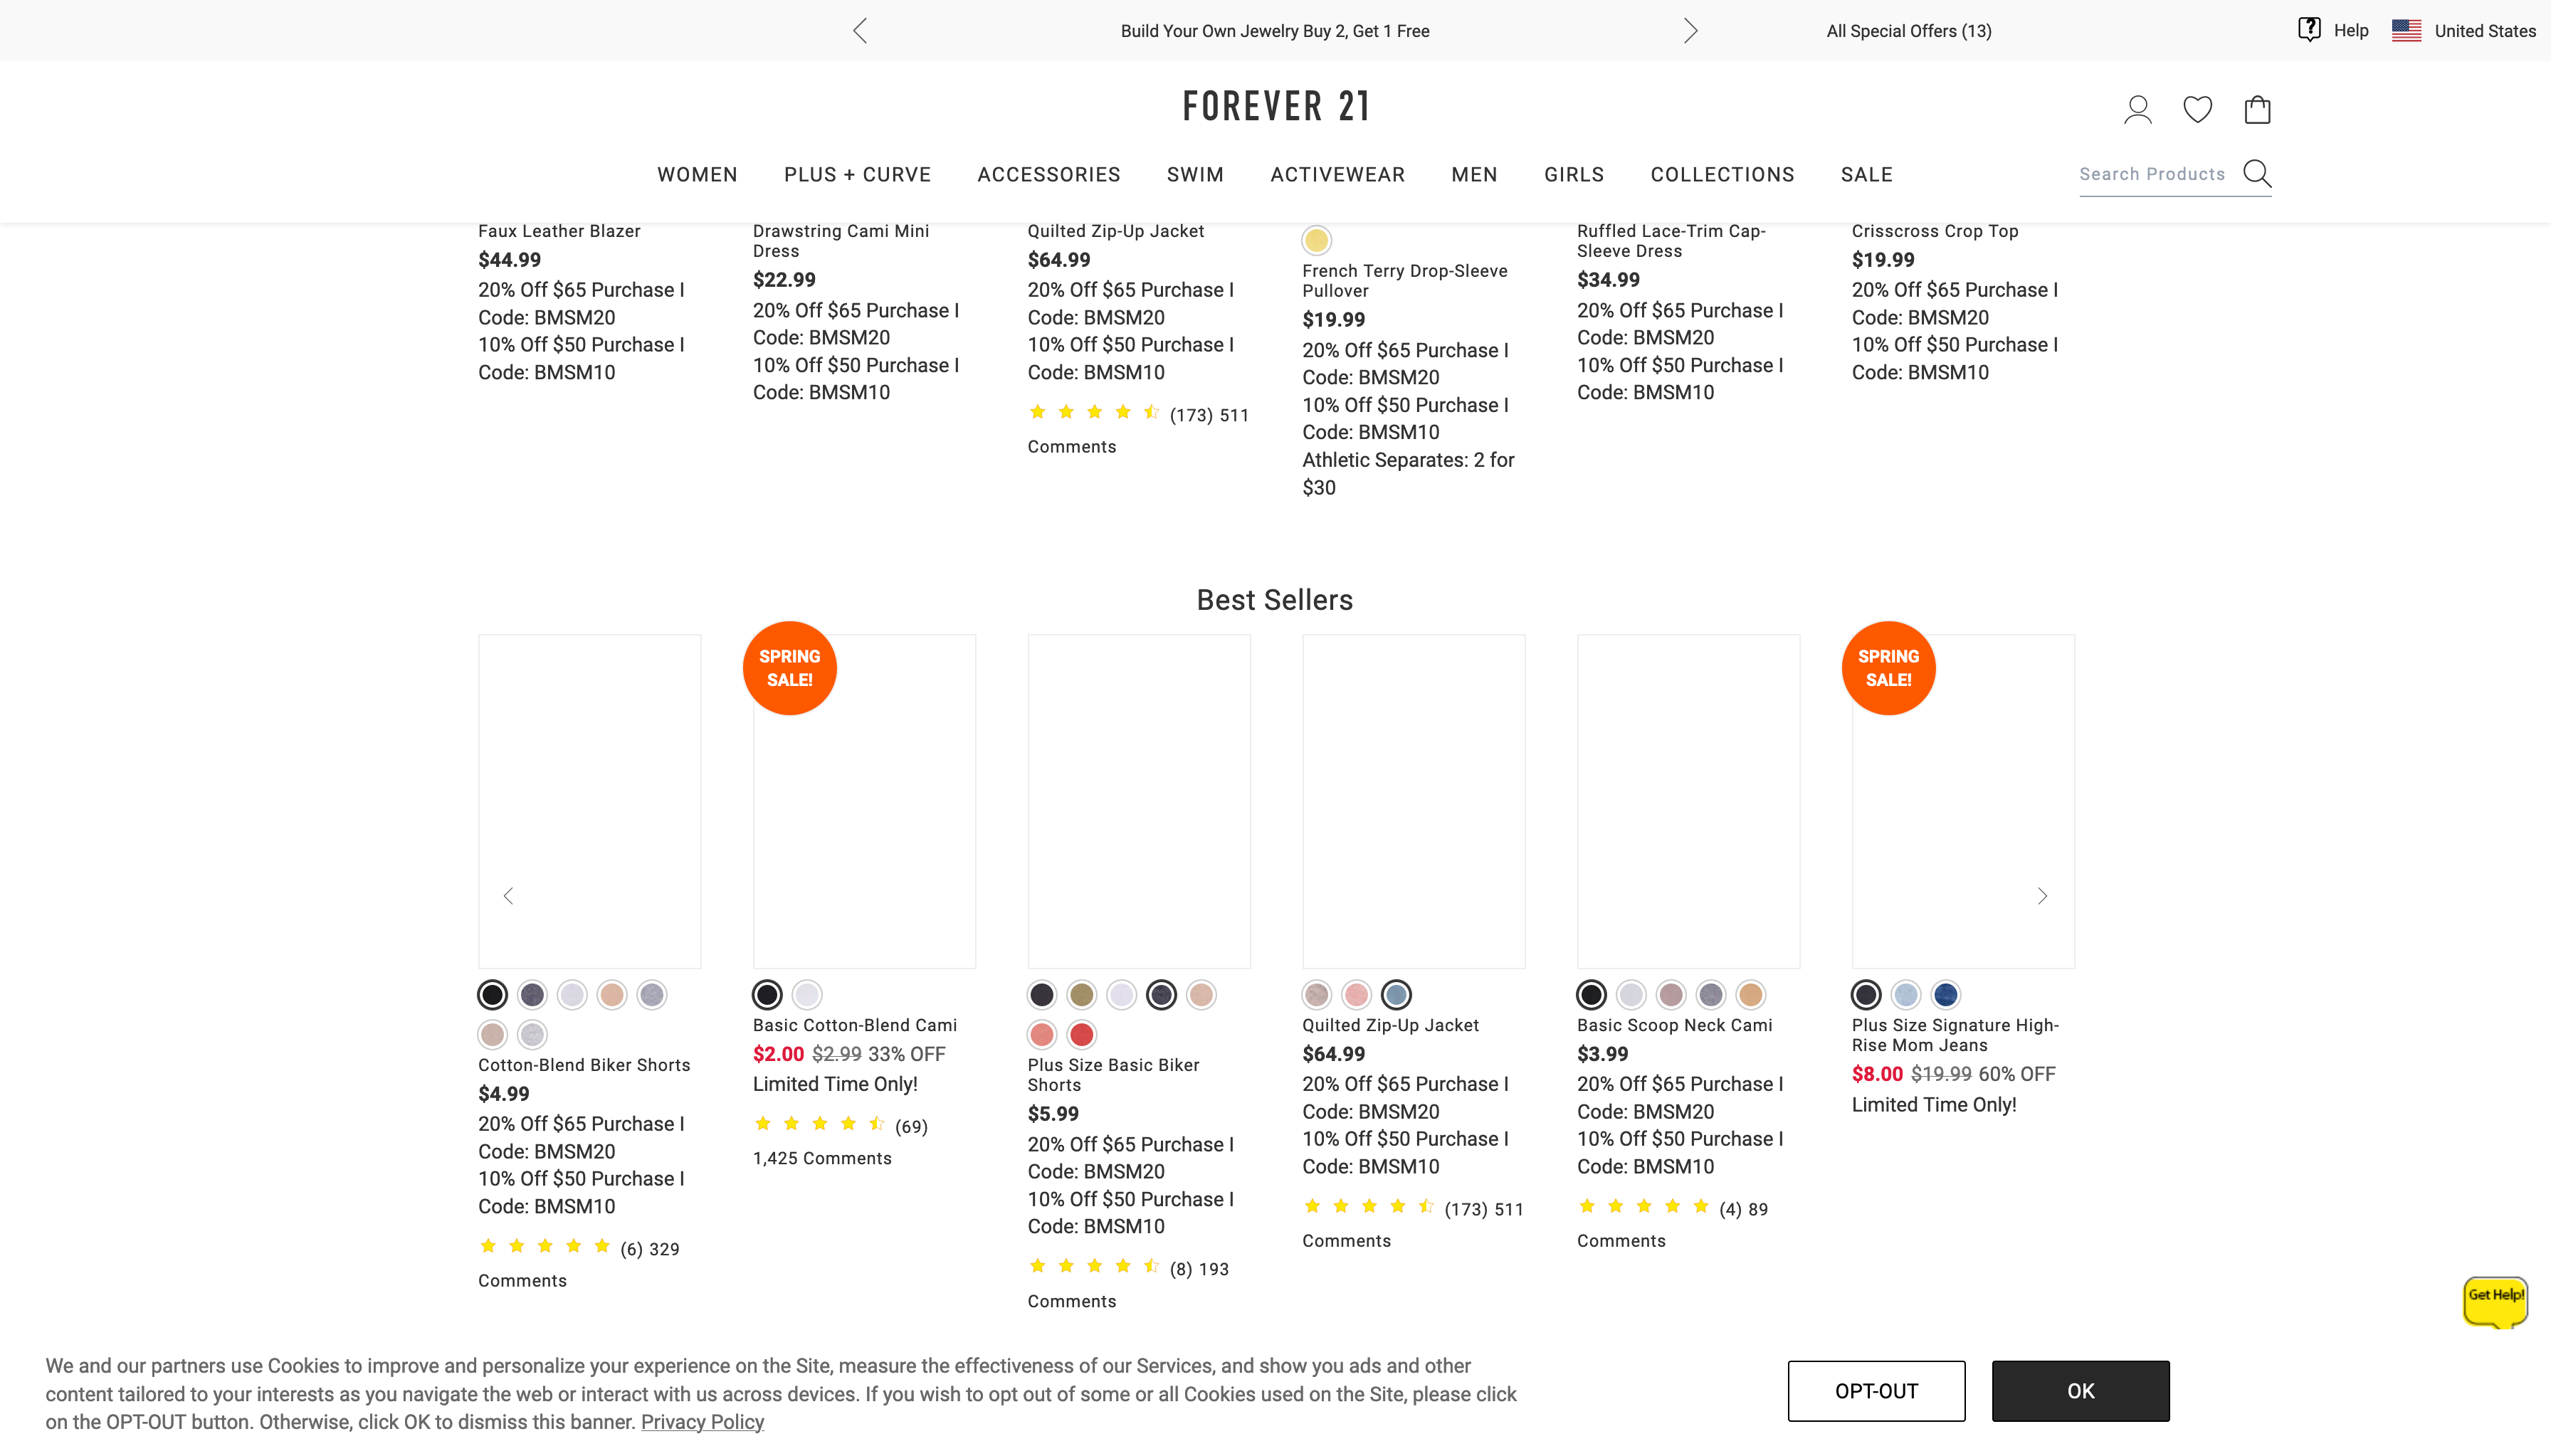 Build Your Own Jewelry Buy 2, Get 1 Free
All Special Offers (13)
Help
United States
FOREVER 21
WOMEN
PLUS + CURVE
ACCESSORIES
SWIM
ACTIVEWEAR
MEN
GIRLS
COLLECTIONS
SALE
Search Products
Faux Leather Blazer
$44.99
20% Off $65 Purchase I
Code: BMSM20
10% Off $50 Purchase I
Code: BMSM10
Drawstring Cami Mini
Dress
$22.99
20% Off $65 Purchase I
Code: BMSM20
10% Off $50 Purchase I
Code: BMSM10
Quilted Zip-Up Jacket
$64.99
20% Off $65 Purchase I
Code: BMSM20
10% Off $50 Purchase I
Code: BMSM10
(173) 511
Comments
French Terry Drop-Sleeve
Pullover
$19.99
20% Off $65 Purchase I
Code: BMSM20
10% Off $50 Purchase I
Code: BMSM10
Athletic Separates: 2 for
$30
Ruffled Lace-Trim Cap-
Sleeve Dress
$34.99
20% Off $65 Purchase I
Code: BMSM20
10% Off $50 Purchase I
Code: BMSM10
Crisscross Crop Top
$19.99
20% Off $65 Purchase I
Code: BMSM20
10% Off $50 Purchase I
Code: BMSM10
Best Sellers
Cotton-Blend Biker Shorts
$4.99
20% Off $65 Purchase I
Code: BMSM20
10% Off $50 Purchase I
Code: BMSM10
(6) 329
Comments
SPRING
SALE!
Basic Cotton-Blend Cami
$2.00 $2.99 33% OFF
Limited Time Only!
(69)
1,425 Comments
Plus Size Basic Biker
Shorts
$5.99
20% Off $65 Purchase I
Code: BMSM20
10% Off $50 Purchase I
Code: BMSM10
(8) 193
Comments
Quilted Zip-Up Jacket
$64.99
20% Off $65 Purchase I
Code: BMSM20
10% Off $50 Purchase I
Code: BMSM10
(173) 511
Comments
Basic Scoop Neck Cami
$3.99
20% Off $65 Purchase I
Code: BMSM20
10% Off $50 Purchase I
Code: BMSM10
(4) 89
Comments
SPRING
SALE!
Plus Size Signature High-
Rise Mom Jeans
$8.00 $19.99 60% OFF
Limited Time Only!
Get Help!
We and our partners use Cookies to improve and personalize your experience on the Site, measure the effectiveness of our Services, and show you ads and other
content tailored to your interests as you navigate the web or interact with us across devices. If you wish to opt out of some or all Cookies used on the Site, please click
on the OPT-OUT button. Otherwise, click OK to dismiss this banner. Privacy Policy
OPT-OUT
OK